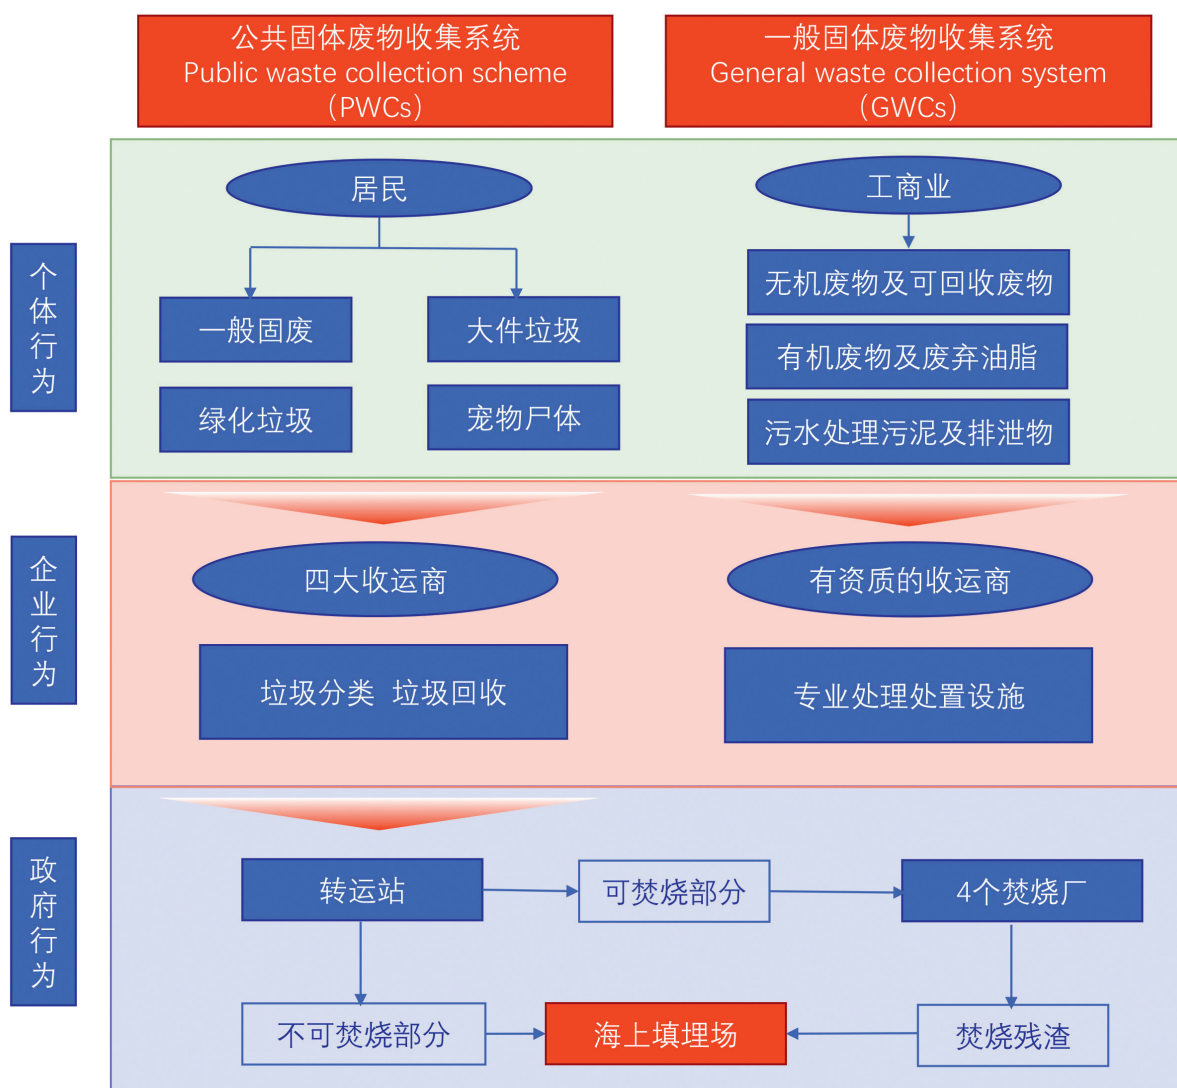 公共固体废物收集系统
Public waste collection scheme
（PWCs）
一般固体废物收集系统
General waste collection system
（GWCs）
个体行为
居民
工商业
一般固废
大件垃圾
绿化垃圾
宠物尸体
无机废物及可回收废物
有机废物及废弃油脂
污水处理污泥及排泄物
企业行为
四大收运商
有资质的收运商
垃圾分类 垃圾回收
专业处理处置设施
政府行为
转运站
可焚烧部分
4个焚烧厂
不可焚烧部分
海上填埋场
焚烧残渣